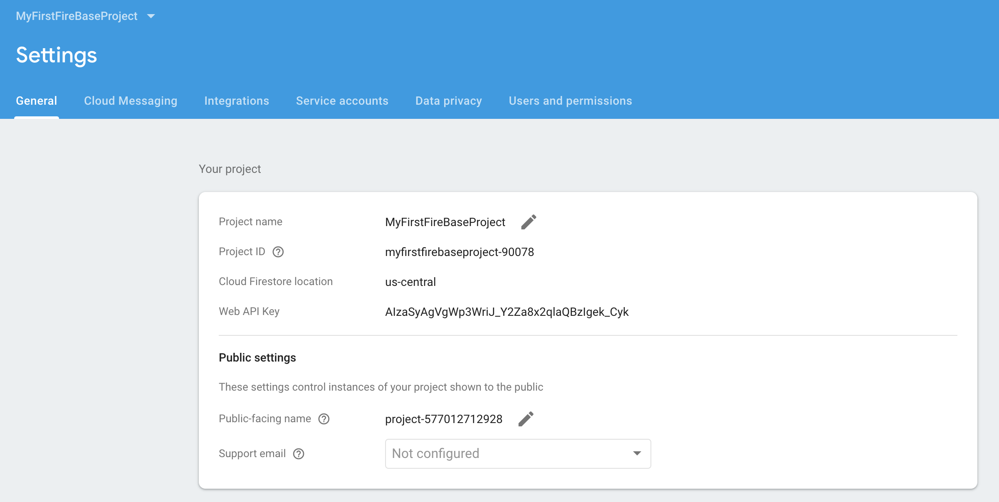 MyFirstFireBaseProject
Settings
General Cloud Messaging Integrations Service accounts Data privacy Users and permissions
Your project
Project name MyFirstFireBaseProject
Project ID myfirstfirebaseproject-90078
Cloud Firestore location us-central
Web API Key AIzaSyAgVgWp3WriJ_Y2Za8x2qlaQBzIgek_Cyk
Public settings
These settings control instances of your project shown to the public
Public-facing name project-577012712928
Support email Not configured